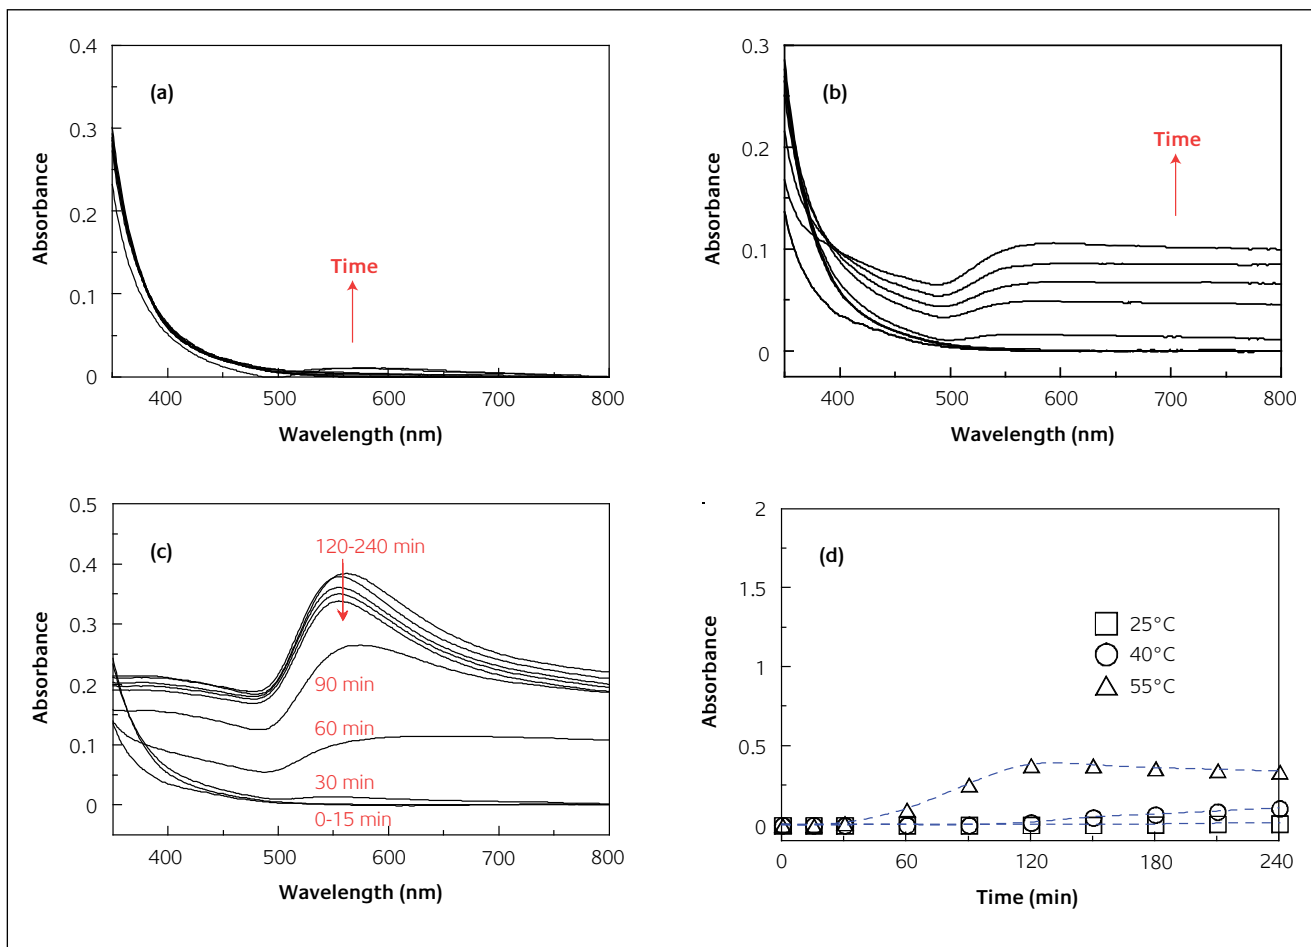 0.4
0.3
0.2
0.1
0
400
500
600
700
800
Absorbance
Wavelength (nm)
(a)
Time
0.3
0.2
0.1
0
400
500
600
700
800
Absorbance
Wavelength (nm)
(b)
Time
0.5
0.4
0.3
0.2
0.1
0
400
500
600
700
800
Absorbance
Wavelength (nm)
(c)
120-240 min
90 min
60 min
30 min
0-15 min
2
1.5
1
0.5
0
0
60
120
180
240
Absorbance
Time (min)
(d)
25°C
40°C
55°C